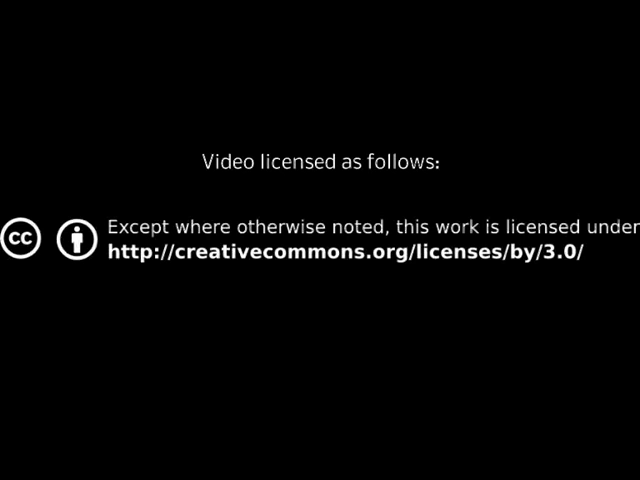 Video licensed as follows:
cc
Except where otherwise noted, this work is licensed under
http://creativecommons.org/licenses/by/3.0/